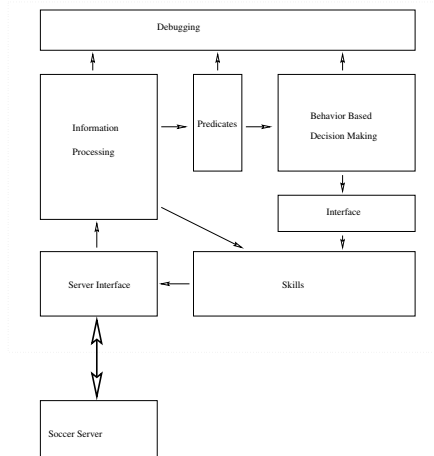 Debugging
Information
Processing
Predicates
Behavior Based
Decision Making
Interface
Server Interface
Skills
Soccer Server